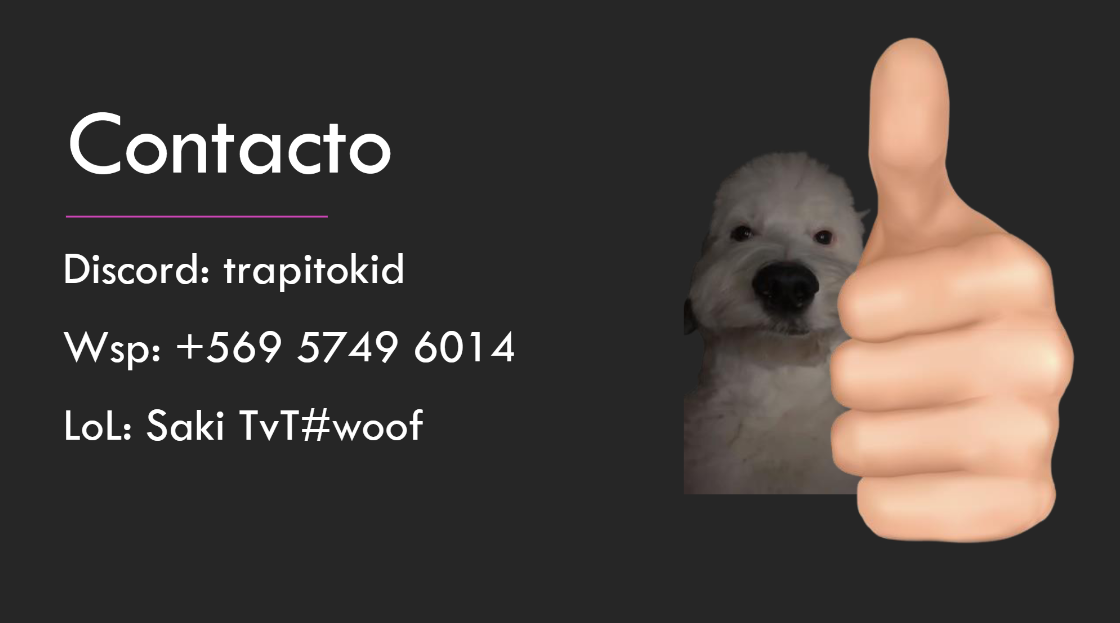 Contacto
Discord: trapitokid
Wsp: +569 5749 6014
LoL: Saki TvT#woof